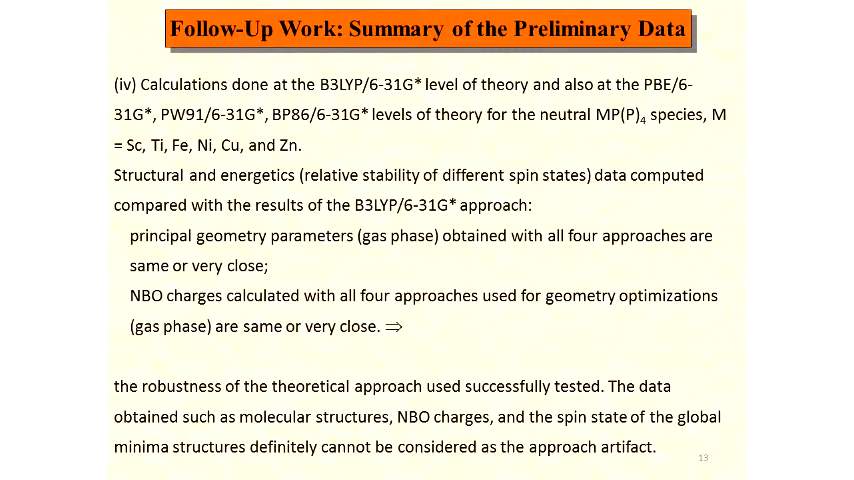 Follow-Up Work: Summary of the Preliminary Data
(iv) Calculations done at the B3LYP/6-31G* level of theory and also at the PBE/6-
31G*, PW91/6-31G*, BP86/6-31G* levels of theory for the neutral MP(P)₄ species, M
= Sc, Ti, Fe, Ni, Cu, and Zn.
Structural and energetics (relative stability of different spin states) data computed
compared with the results of the B3LYP/6-31G* approach:
principal geometry parameters (gas phase) obtained with all four approaches are
same or very close;
NBO charges calculated with all four approaches used for geometry optimizations
(gas phase) are same or very close. ⇒
the robustness of the theoretical approach used successfully tested. The data
obtained such as molecular structures, NBO charges, and the spin state of the global
minima structures definitely cannot be considered as the approach artifact.
13